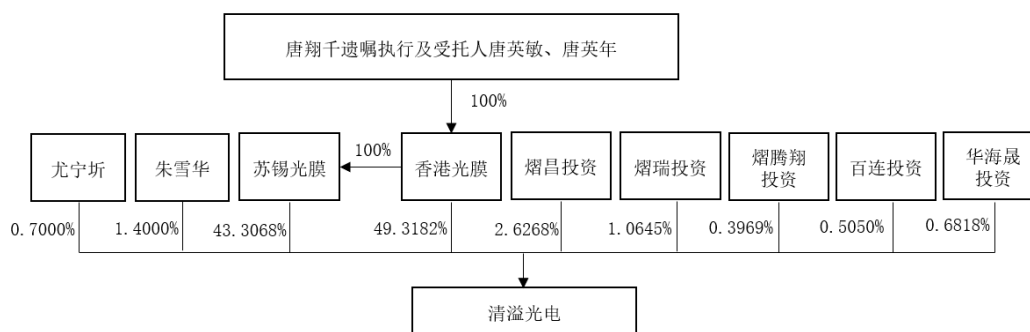 唐翔千遗嘱执行及受托人唐英敏、唐英年
100%
尤宁圻
朱雪华
苏锡光膜
100%
香港光膜
熠昌投资
熠瑞投资
熠腾翔
投资
百连投资
华海晟
投资
0.7000%
1.4000%
43.3068%
49.3182%
2.6268%
1.0645%
0.3969%
0.5050%
0.6818%
清溢光电